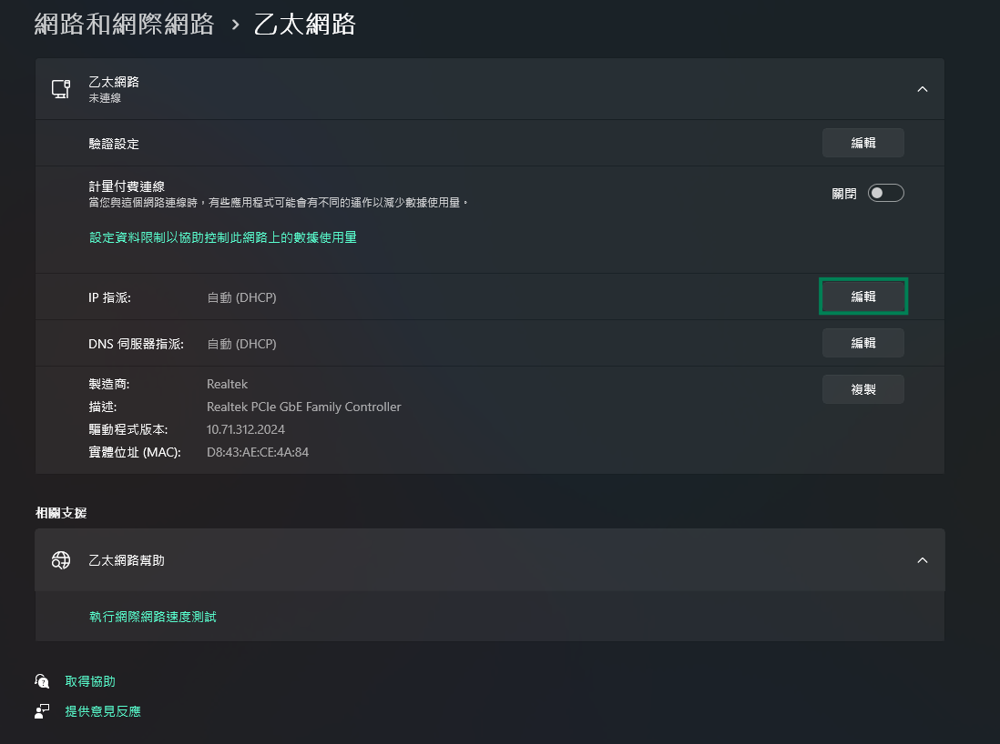 網路和網際網路 › 乙太網路
乙太網路
未連線
驗證設定
編輯
計量付費連線
當您與這個網路連線時，有些應用程式可能會有不同的運作以減少數據使用量。
關閉
設定資料限制以協助控制此網路上的數據使用量
IP 指派: 自動 (DHCP)
編輯
DNS 伺服器指派: 自動 (DHCP)
編輯
製造商: Realtek
複製
描述: Realtek PCIe GbE Family Controller
驅動程式版本: 10.71.312.2024
實體位址 (MAC): D8:43:AE:CE:4A:84
相關支援
乙太網路幫助
執行網際網路速度測試
取得協助
提供意見反應